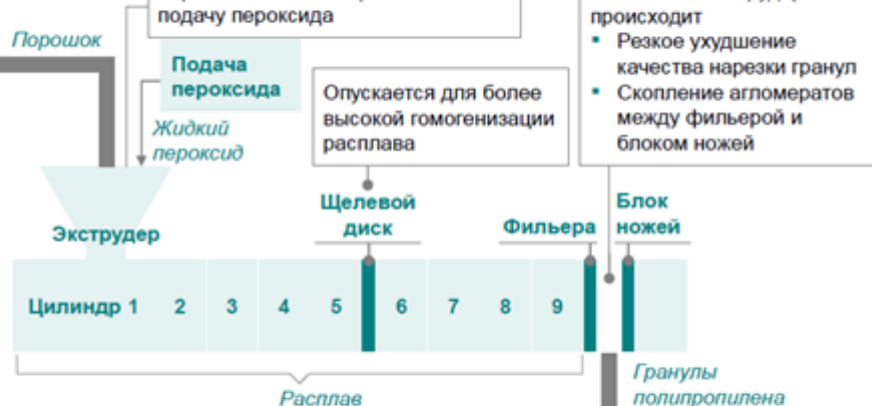 подачу пероксида
происходит
Порошок
▪ Резкое ухудшение
качества нарезки гранул
▪ Скопление агломератов
между фильерой и
блоком ножей
Подача
пероксида
Опускается для более
высокой гомогенизации
расплава
Жидкий
пероксид
Щелевой
диск
Блок
ножей
Экструдер
Фильера
Цилиндр 1 2 3 4 5 6 7 8 9
Расплав
Гранулы
полипропилена